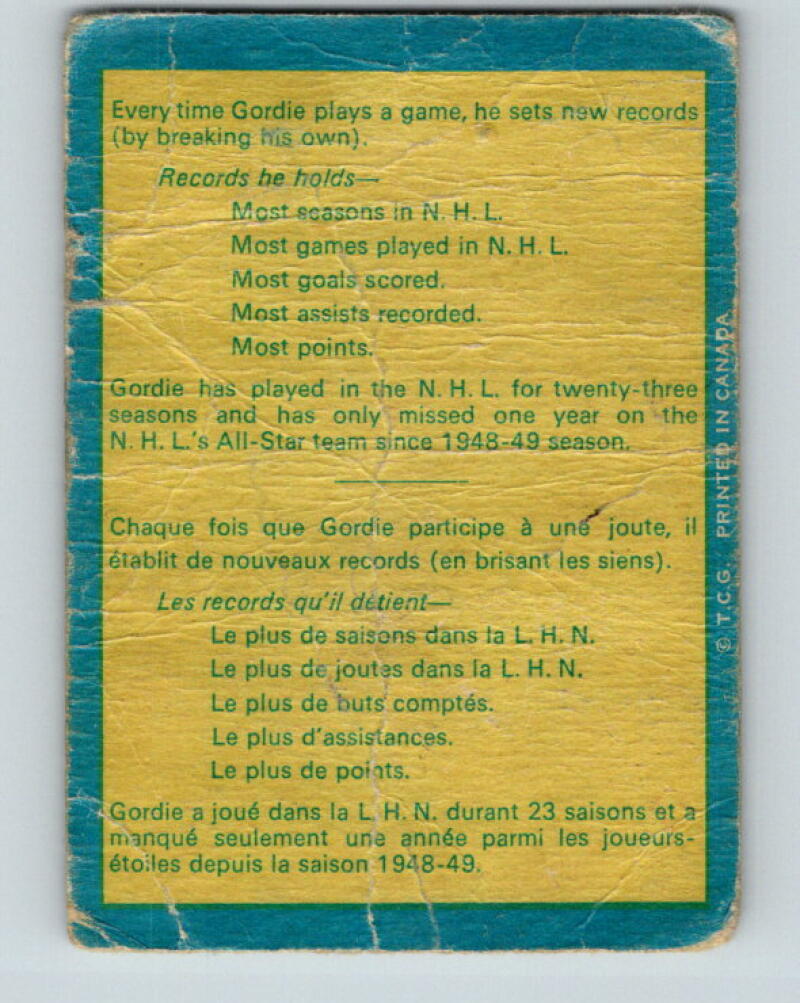 Every time Gordie plays a game, he sets new records
(by breaking his own).
Records he holds—
Most seasons in N. H. L.
Most games played in N. H. L.
Most goals scored.
Most assists recorded.
Most points.
Gordie has played in the N. H. L. for twenty-three
seasons and has only missed one year on the
N. H. L.'s All-Star team since 1948-49 season.
Chaque fois que Gordie participe à une joute, il
établit de nouveaux records (en brisant les siens).
Les records qu'il détient—
Le plus de saisons dans la L. H. N.
Le plus de joutes dans la L. H. N.
Le plus de buts comptés.
Le plus d'assistances.
Le plus de points.
Gordie a joué dans la L. H. N. durant 23 saisons et a
manqué seulement une année parmi les joueurs-
étoiles depuis la saison 1948-49.
© T.C.G. PRINTED IN CANADA